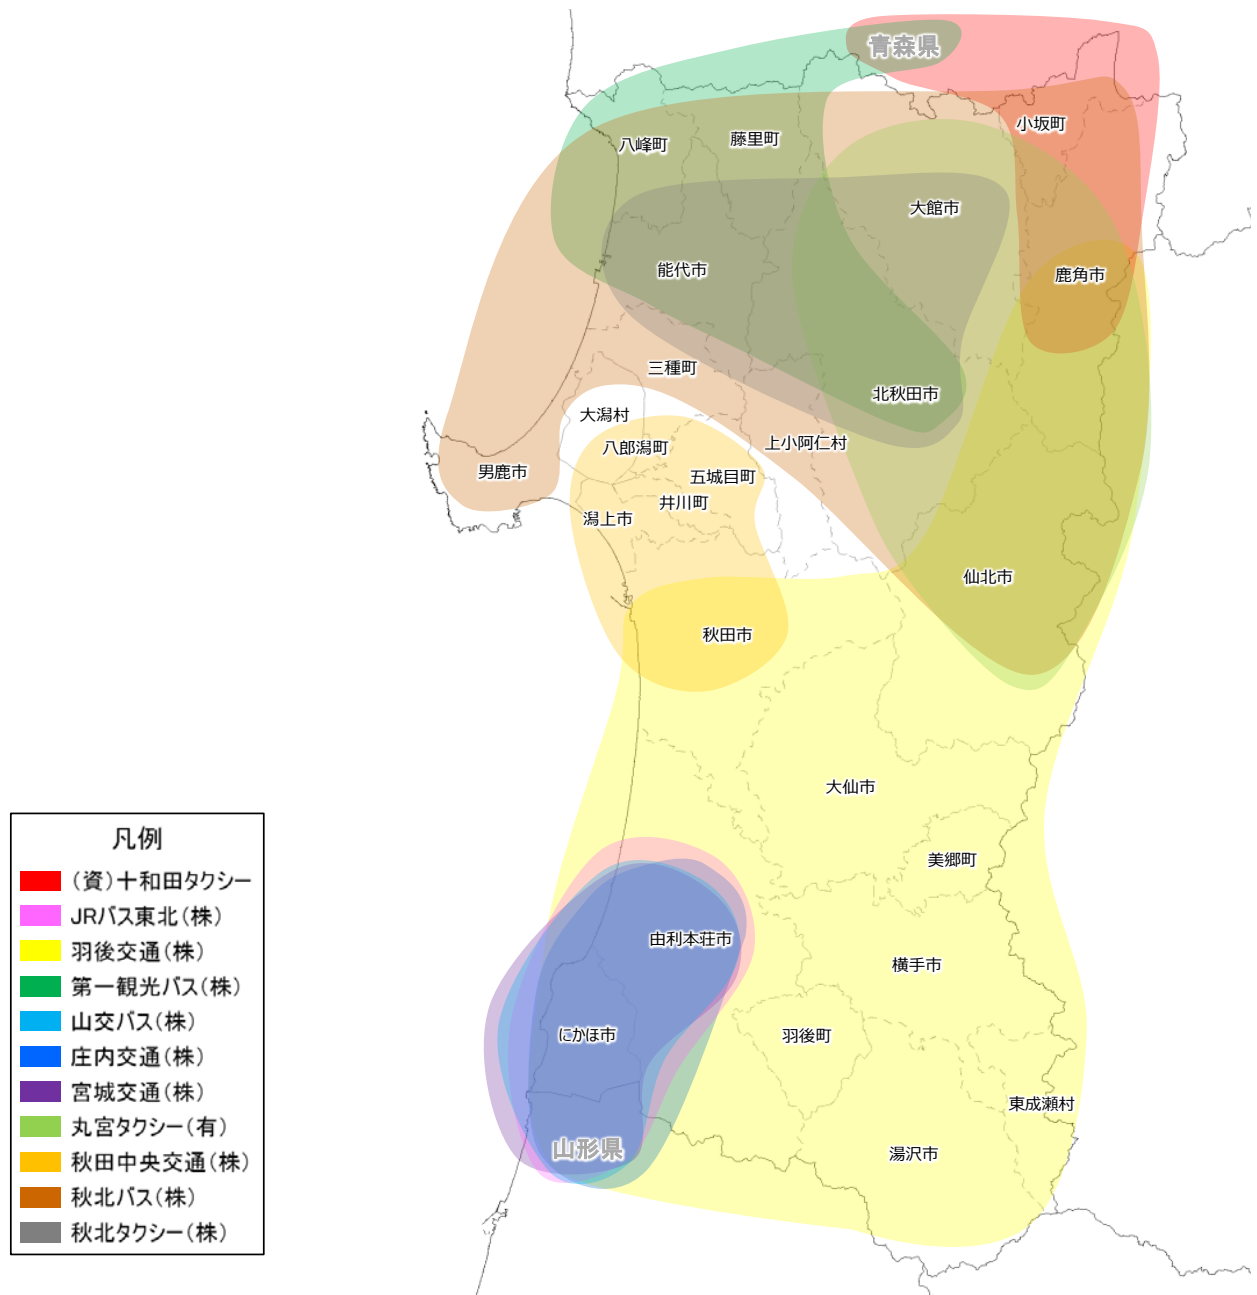 青森県
小坂町
八峰町
藤里町
大館市
能代市
鹿角市
三種町
北秋田市
大潟村
八郎潟町
上小阿仁村
男鹿市
五城目町
井川町
潟上市
仙北市
秋田市
大仙市
美郷町
由利本荘市
横手市
にかほ市
羽後町
東成瀬村
山形県
湯沢市
凡例
（資）十和田タクシー
JRバス東北（株）
羽後交通（株）
第一観光バス（株）
山交バス（株）
庄内交通（株）
宮城交通（株）
丸宮タクシー（有）
秋田中央交通（株）
秋北バス（株）
秋北タクシー（株）